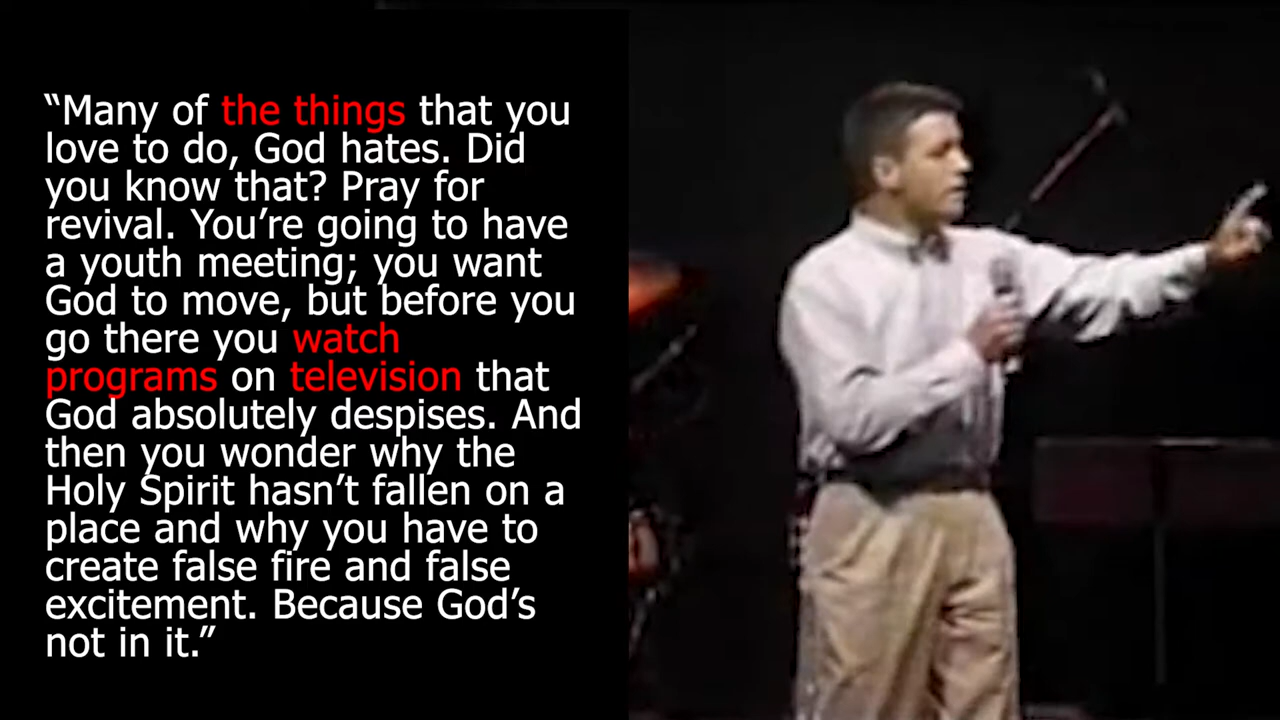 “Many of the things that you
love to do, God hates. Did
you know that? Pray for
revival. You’re going to have
a youth meeting; you want
God to move, but before you
go there you watch
programs on television that
God absolutely despises. And
then you wonder why the
Holy Spirit hasn’t fallen on a
place and why you have to
create false fire and false
excitement. Because God’s
not in it.”